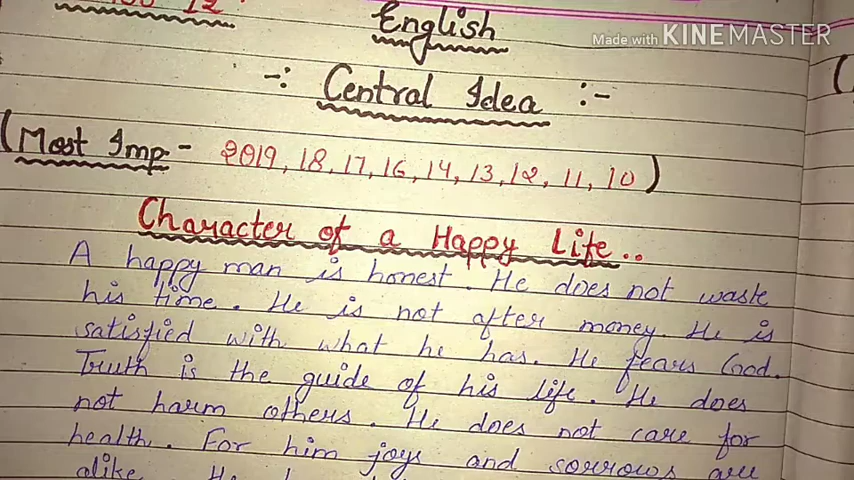 12
English
Made with KINEMASTER
-: Central Idea :-
(Most Imp - 2019, 18, 17, 16, 14, 13, 12, 11, 10)
Character of a Happy Life..
A happy man is honest. He does not waste
his time. He is not after money. He is
satisfied with what he has. He fears God.
Truth is the guide of his life. He does
not harm others. He does not care for
health. For him joys and sorrows are
alike. He